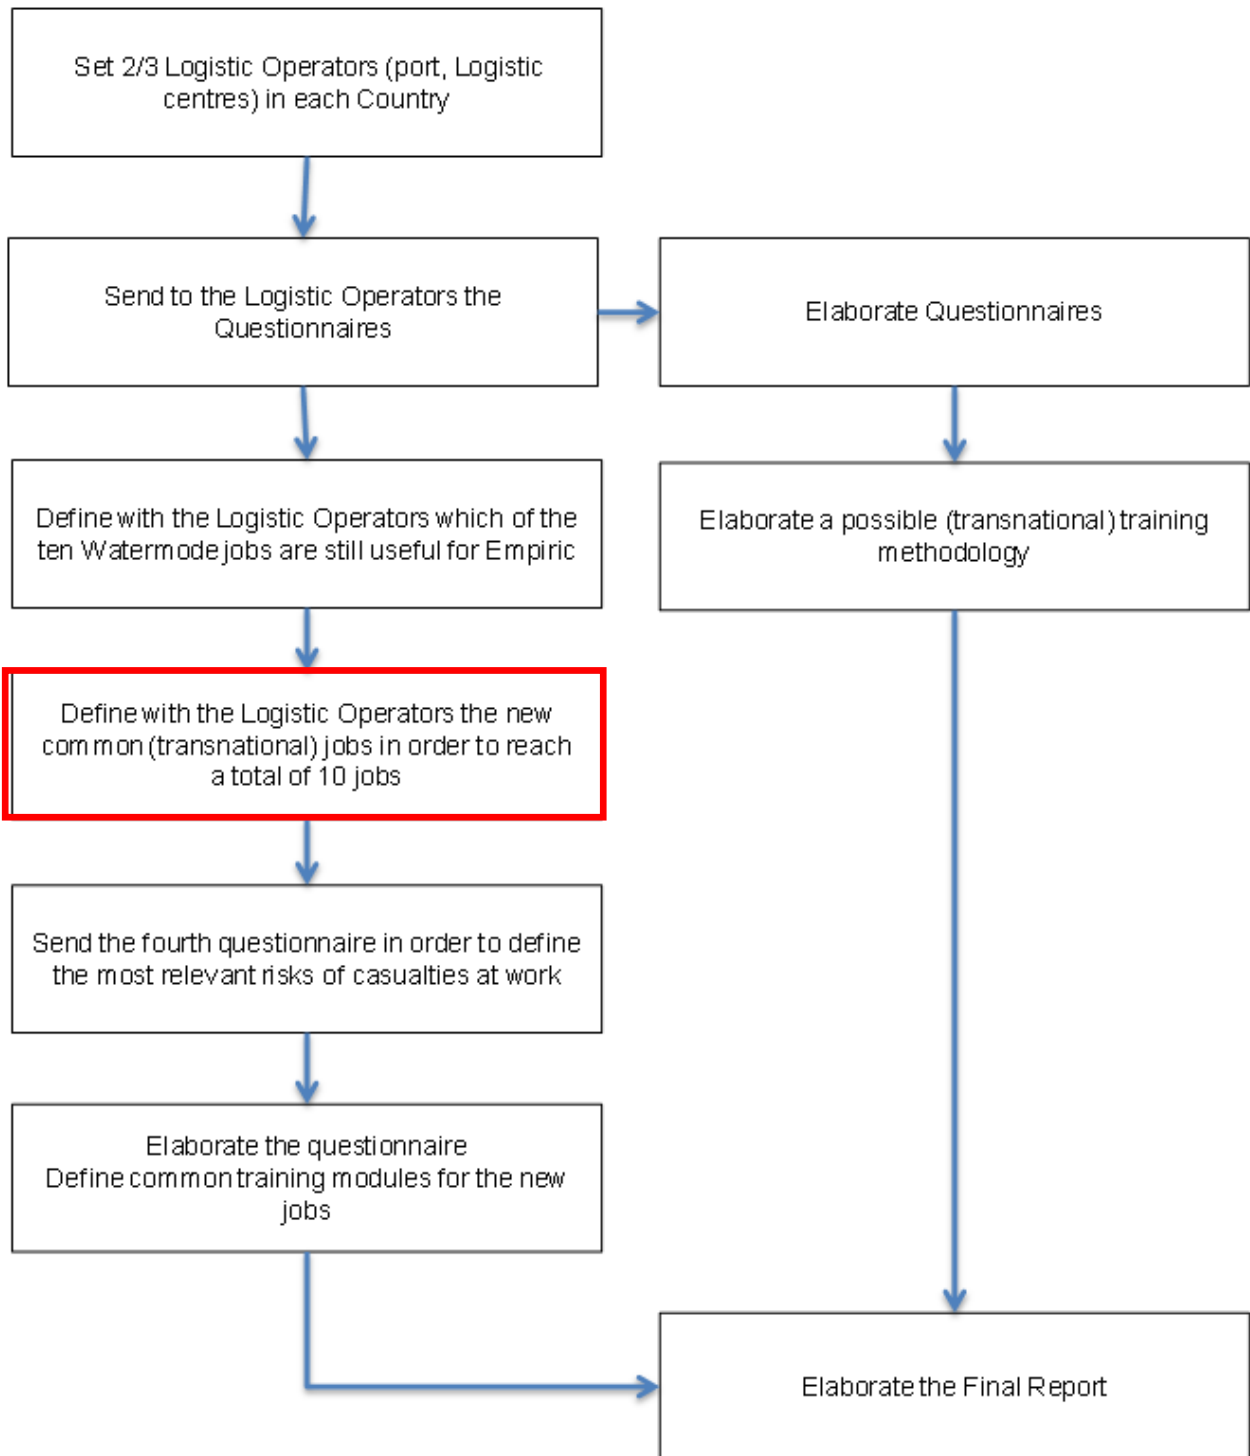 Set 2/3 Logistic Operators (port, Logistic
centres) in each Country
Send to the Logistic Operators the
Questionnaires
Elaborate Questionnaires
Define with the Logistic Operators which of the
ten Watermode jobs are still useful for Empiric
Elaborate a possible (transnational) training
methodology
Define with the Logistic Operators the new
common (transnational) jobs in order to reach
a total of 10 jobs
Send the fourth questionnaire in order to define
the most relevant risks of casualties at work
Elaborate the questionnaire
Define common training modules for the new
jobs
Elaborate the Final Report